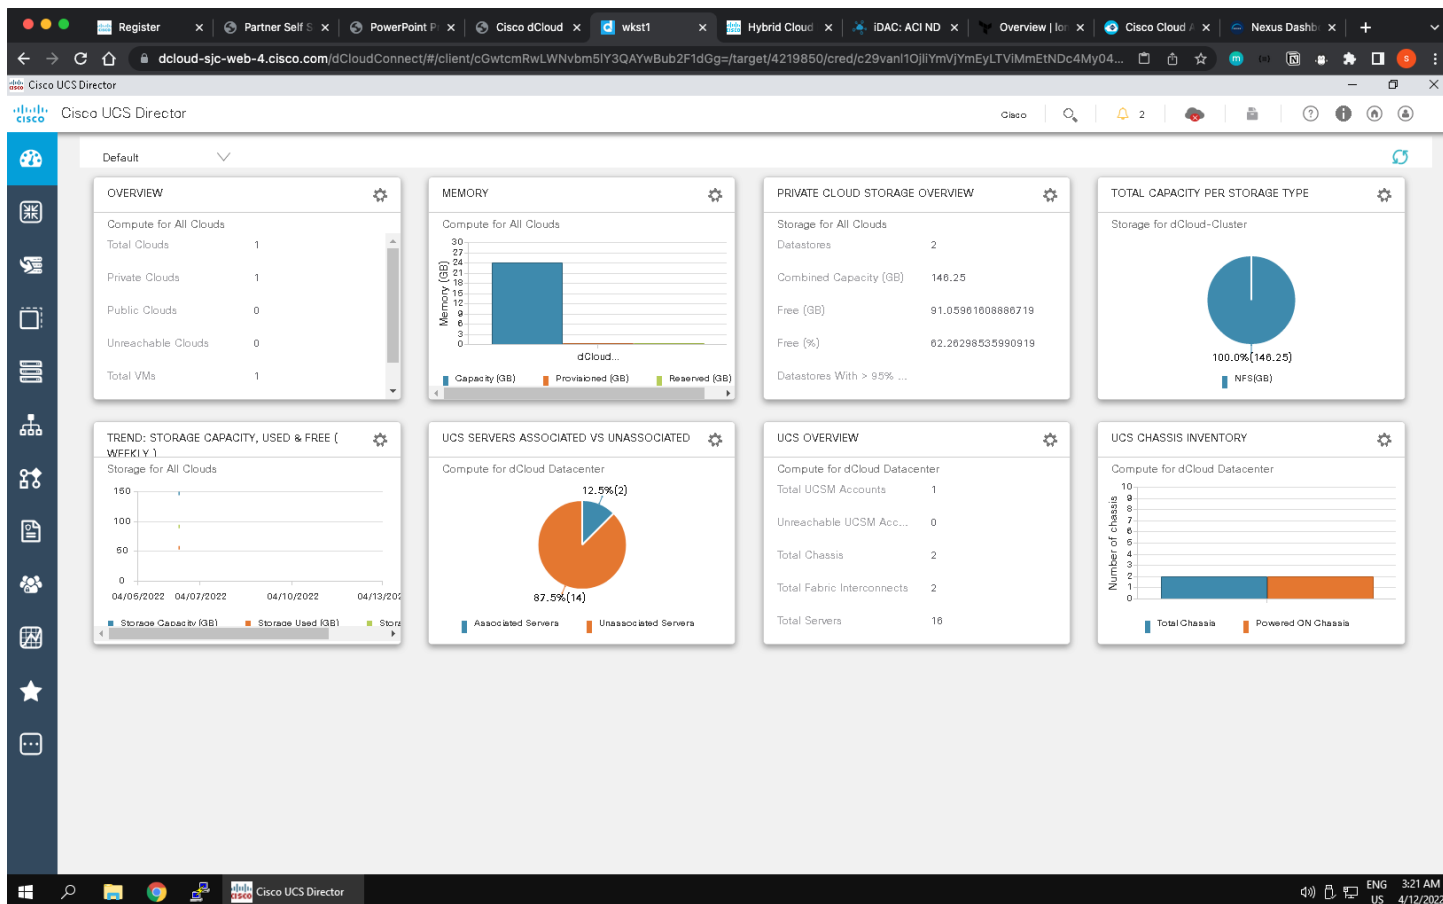 Register
Partner Self S
PowerPoint P
Cisco dCloud
wkst1
Hybrid Cloud
iDAC: ACI ND
Overview | Ion
Cisco Cloud A
Nexus Dashb
dcloud-sjc-web-4.cisco.com/dCloudConnect/#/client/cGwtcmRwLWNvbm5lY3QAYwBub2F1dGg=/target/4219850/cred/c29vanI1OjliYmVjYmEyLTViMmEtNDc4My04...
Cisco UCS Director
CISCO
Cisco UCS Director
Cisco
2
Default
OVERVIEW
Compute for All Clouds
Total Clouds 1
Private Clouds 1
Public Clouds 0
Unreachable Clouds 0
Total VMs 1
MEMORY
Compute for All Clouds
Memory (GB)
30
27
24
21
18
15
12
9
6
3
0
dCloud...
Capacity (GB) Provisioned (GB) Reserved (GB)
PRIVATE CLOUD STORAGE OVERVIEW
Storage for All Clouds
Datastores 2
Combined Capacity (GB) 146.25
Free (GB) 91.05961608886719
Free (%) 62.26298535990919
Datastores With > 95% ...
TOTAL CAPACITY PER STORAGE TYPE
Storage for dCloud-Cluster
100.0%(146.25)
NFS(GB)
TREND: STORAGE CAPACITY, USED & FREE (
WEEKLY )
Storage for All Clouds
150
100
50
0
04/05/2022 04/07/2022 04/10/2022 04/13/202
Storage Capacity (GB) Storage Used (GB) Stora
UCS SERVERS ASSOCIATED VS UNASSOCIATED
Compute for dCloud Datacenter
12.5%(2)
87.5%(14)
Associated Servers Unassociated Servers
UCS OVERVIEW
Compute for dCloud Datacenter
Total UCSM Accounts 1
Unreachable UCSM Acc... 0
Total Chassis 2
Total Fabric Interconnects 2
Total Servers 16
UCS CHASSIS INVENTORY
Compute for dCloud Datacenter
Number of chassis
10
9
8
7
6
5
4
3
2
1
0
Total Chassis Powered ON Chassis
Cisco UCS Director
ENG
US
3:21 AM
4/12/2022